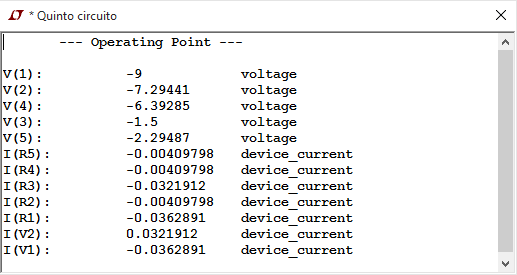 * Quinto circuito
--- Operating Point ---
V(1): -9 voltage
V(2): -7.29441 voltage
V(4): -6.39285 voltage
V(3): -1.5 voltage
V(5): -2.29487 voltage
I(R5): -0.00409798 device_current
I(R4): -0.00409798 device_current
I(R3): -0.0321912 device_current
I(R2): -0.00409798 device_current
I(R1): -0.0362891 device_current
I(V2): 0.0321912 device_current
I(V1): -0.0362891 device_current